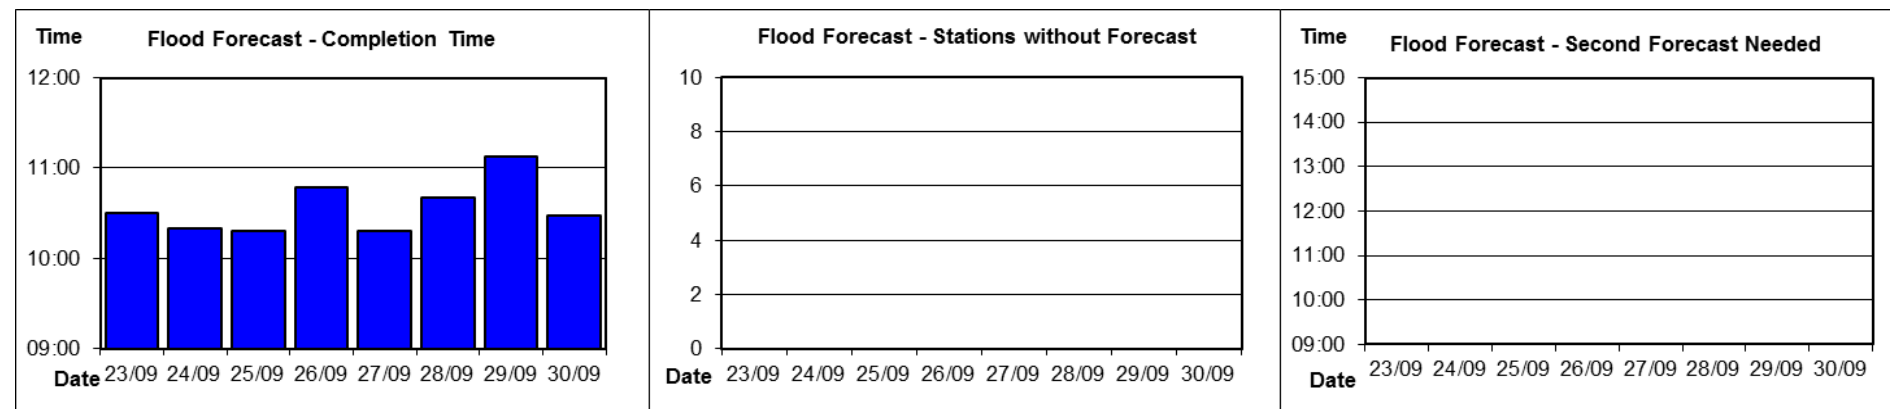 Time
Flood Forecast - Completion Time
12:00
11:00
10:00
09:00
Date 23/09 24/09 25/09 26/09 27/09 28/09 29/09 30/09
Flood Forecast - Stations without Forecast
10
8
6
4
2
0
Date 23/09 24/09 25/09 26/09 27/09 28/09 29/09 30/09
Time
Flood Forecast - Second Forecast Needed
15:00
14:00
13:00
12:00
11:00
10:00
09:00
Date 23/09 24/09 25/09 26/09 27/09 28/09 29/09 30/09